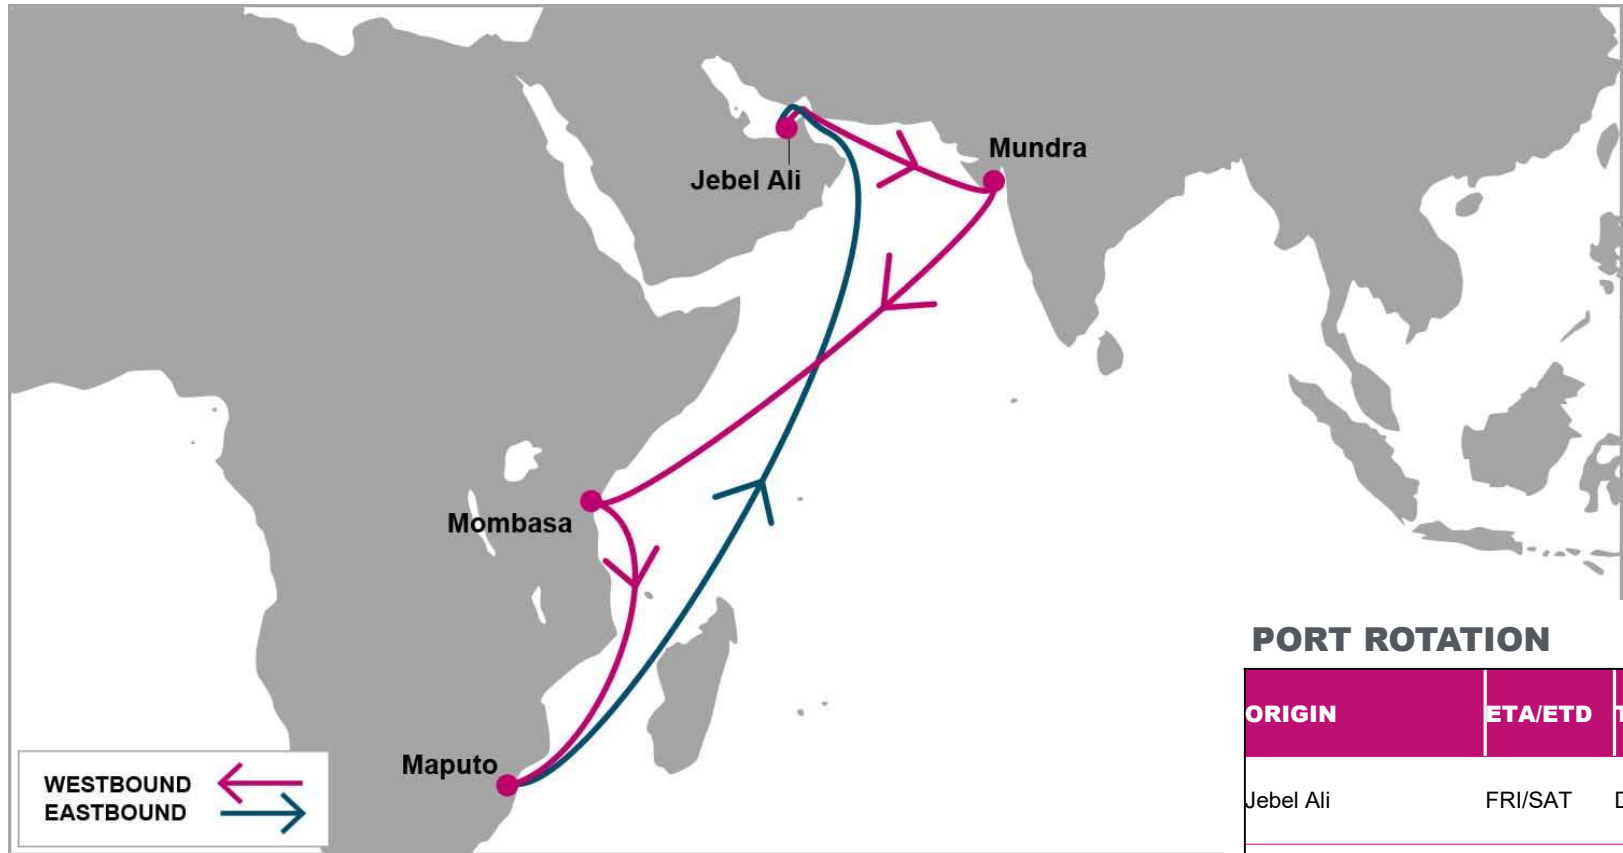 Mundra
Jebel Ali
Mombasa
Maputo
WESTBOUND
EASTBOUND
PORT ROTATION
ORIGIN ETA/ETD
Jebel Ali FRI/SAT